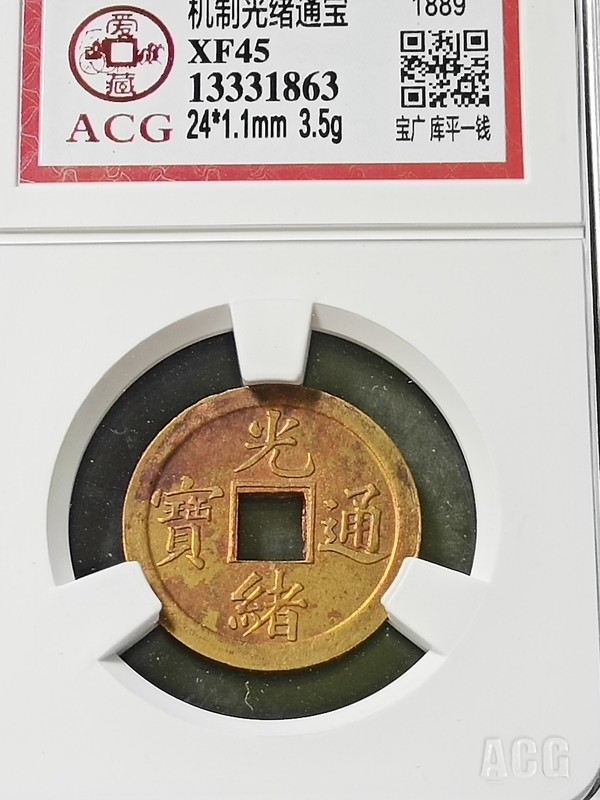 机制光绪通宝
1889
爱藏
XF45
13331863
ACG
24*1.1mm 3.5g
宝广 库平一钱
光
寶 通
緒
ACG